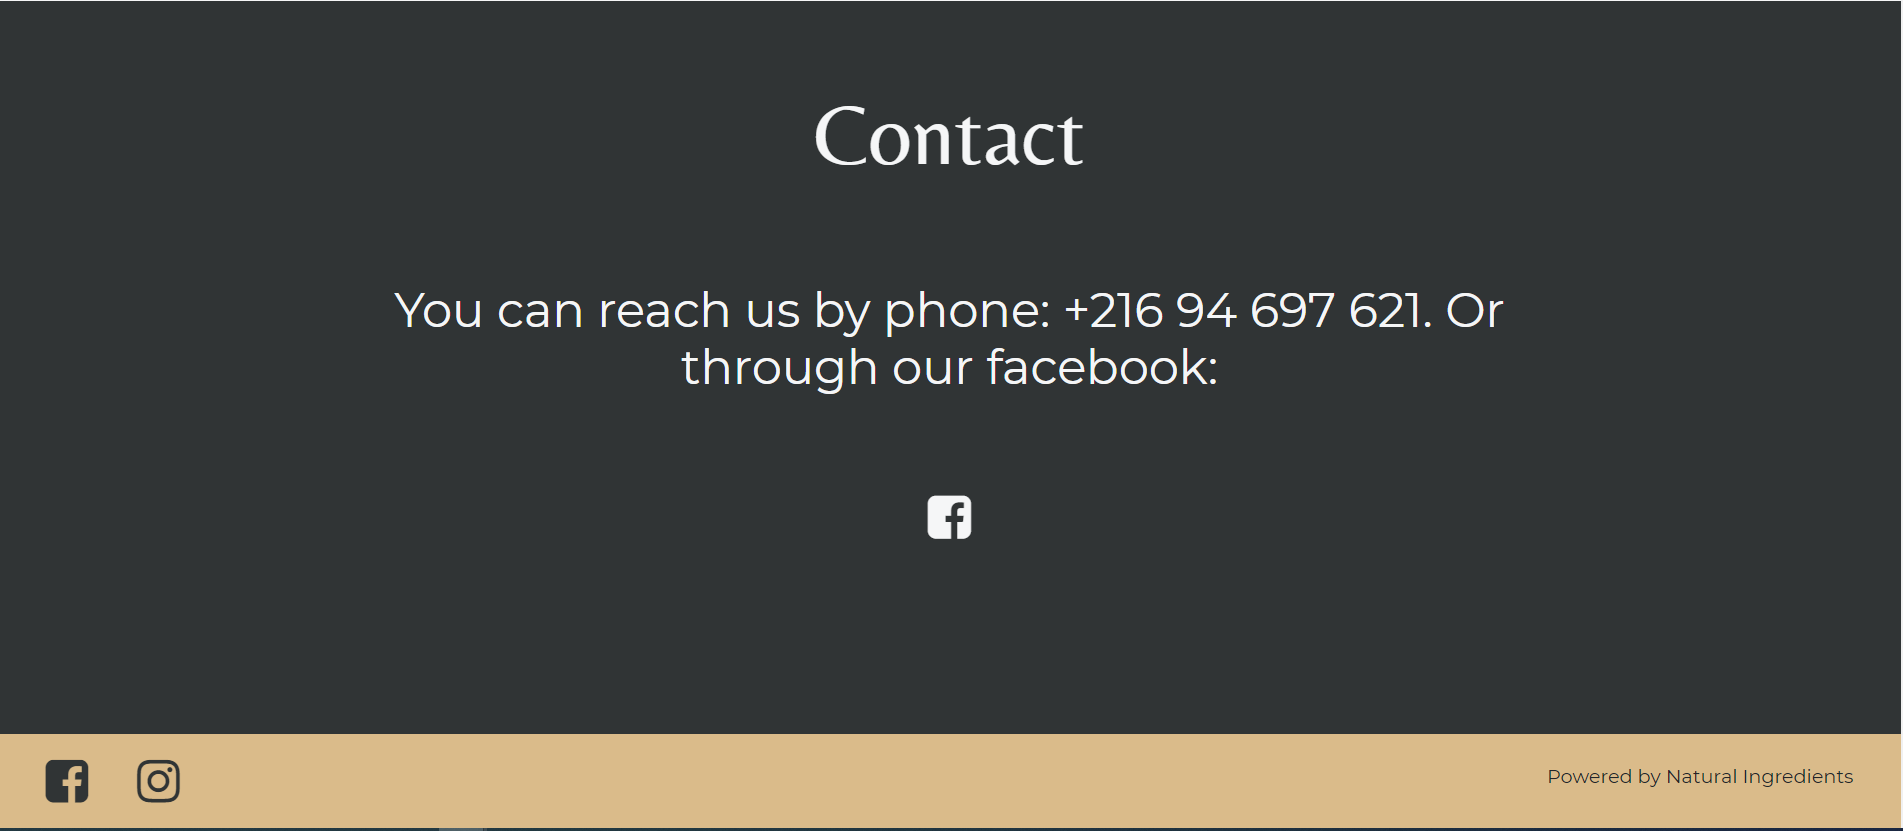 Contact
You can reach us by phone: +216 94 697 621. Or
through our facebook:
Powered by Natural Ingredients